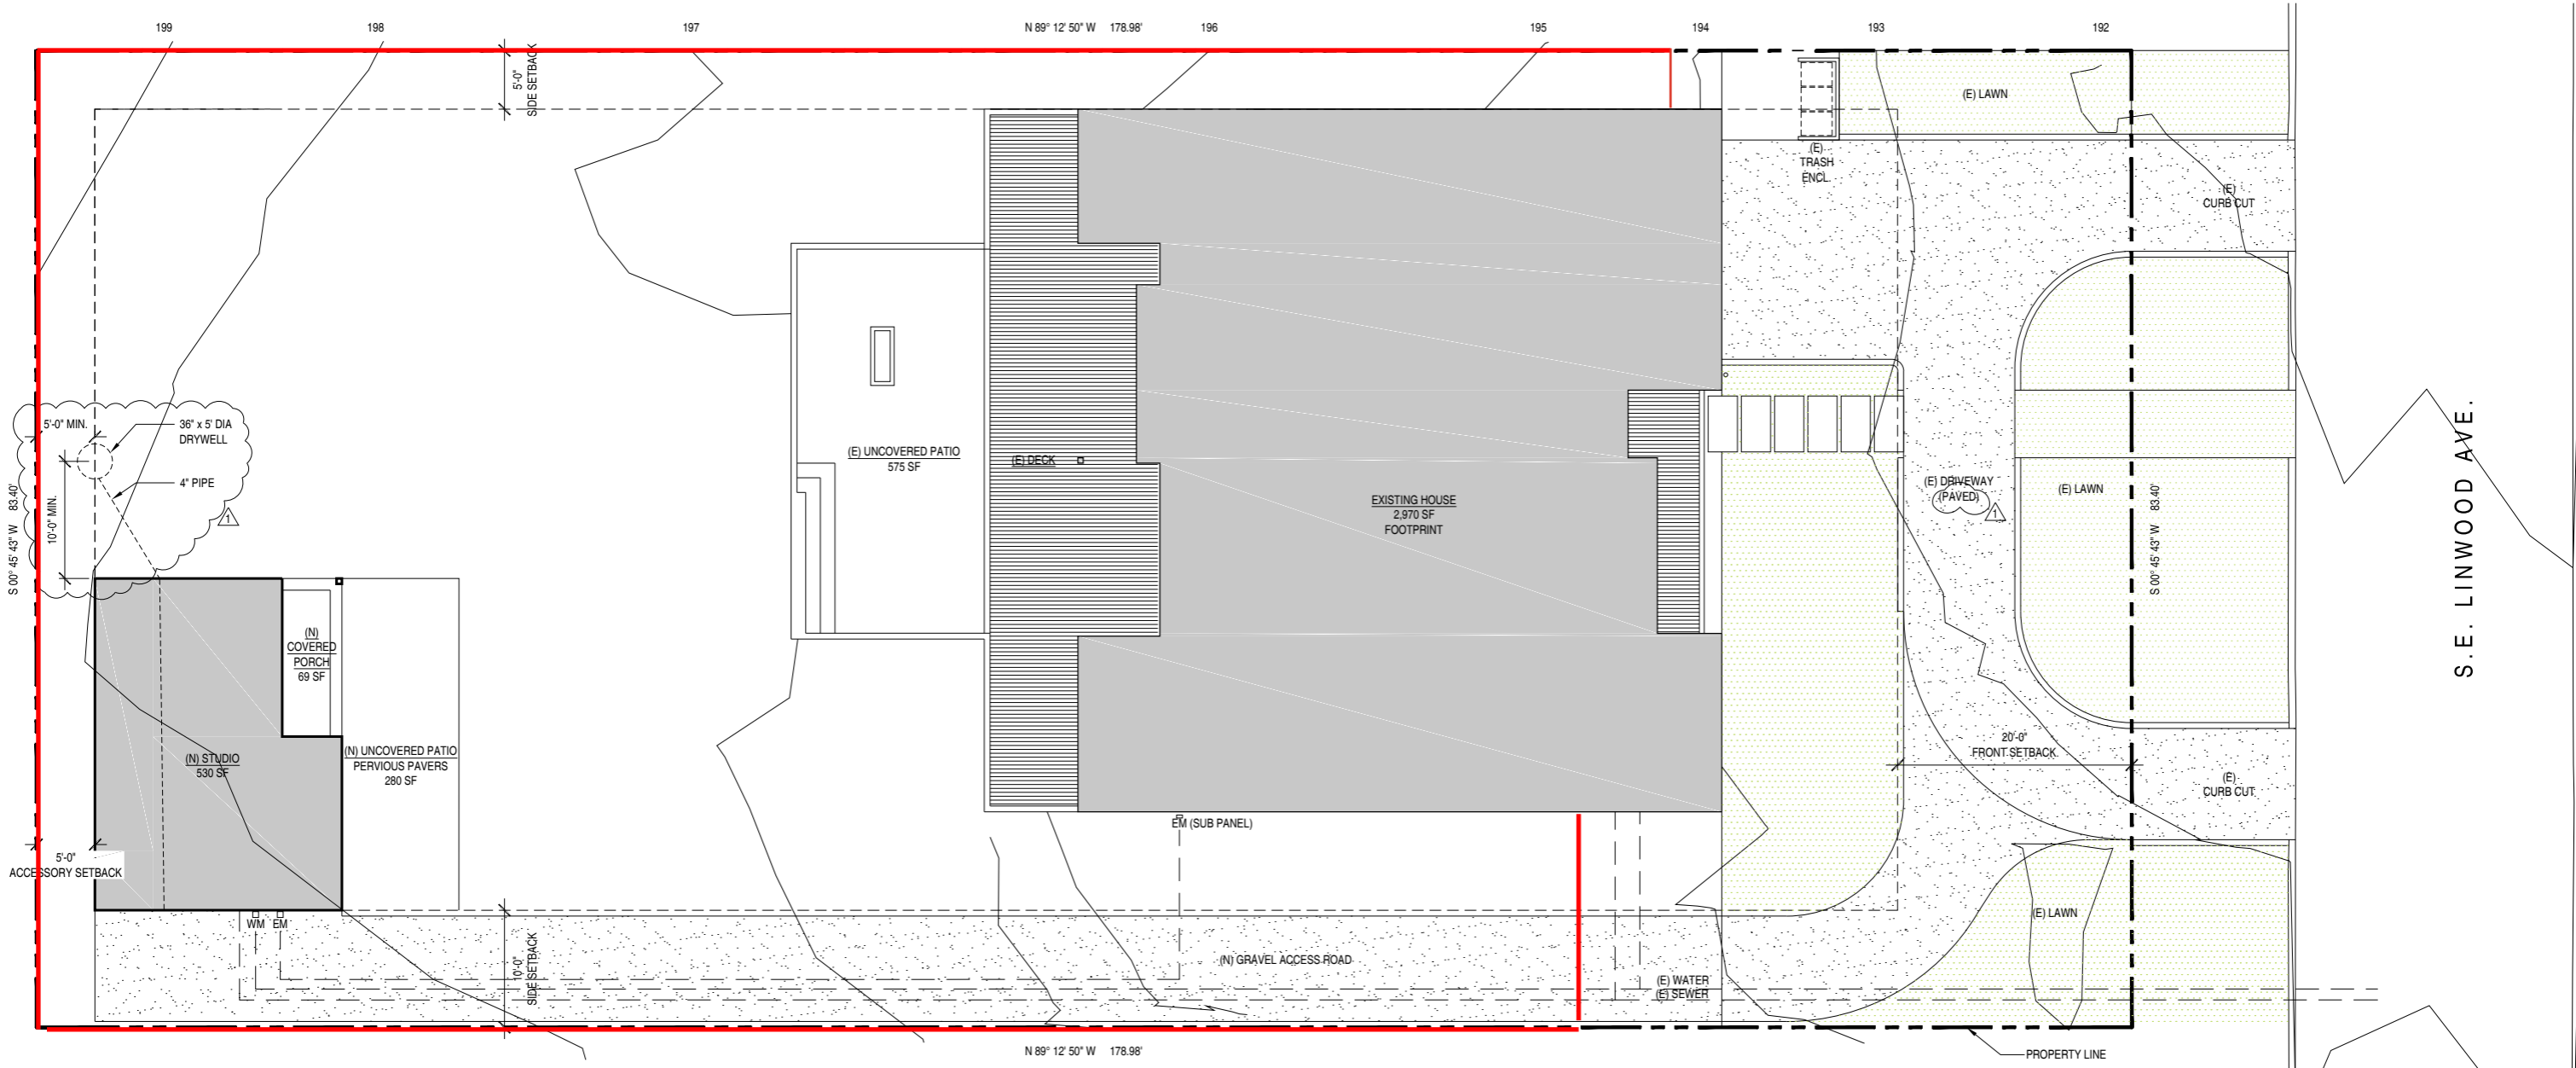 199
198
197
N 89° 12' 50" W 178.98'
196
195
194
193
192
5'-0"
SIDE SETBACK
(E) LAWN
(E)
TRASH
ENCL.
(E)
CURB CUT
5'-0" MIN.
36" x 5' DIA
DRYWELL
4" PIPE
10'-0" MIN.
1
S 00° 45' 43" W 83.40'
(E) UNCOVERED PATIO
575 SF
(E) DECK
EXISTING HOUSE
2,970 SF
FOOTPRINT
(E) DRIVEWAY
(PAVED)
1
(E) LAWN
S 00° 45' 43" W 83.40'
S.E. LINWOOD AVE.
(N)
COVERED
PORCH
69 SF
(N) STUDIO
530 SF
(N) UNCOVERED PATIO
PERVIOUS PAVERS
280 SF
20'-0"
FRONT SETBACK
(E)
CURB CUT
EM (SUB PANEL)
5'-0"
ACCESSORY SETBACK
WM EM
10'-0"
SIDE SETBACK
(N) GRAVEL ACCESS ROAD
(E) WATER
(E) SEWER
(E) LAWN
N 89° 12' 50" W 178.98'
PROPERTY LINE